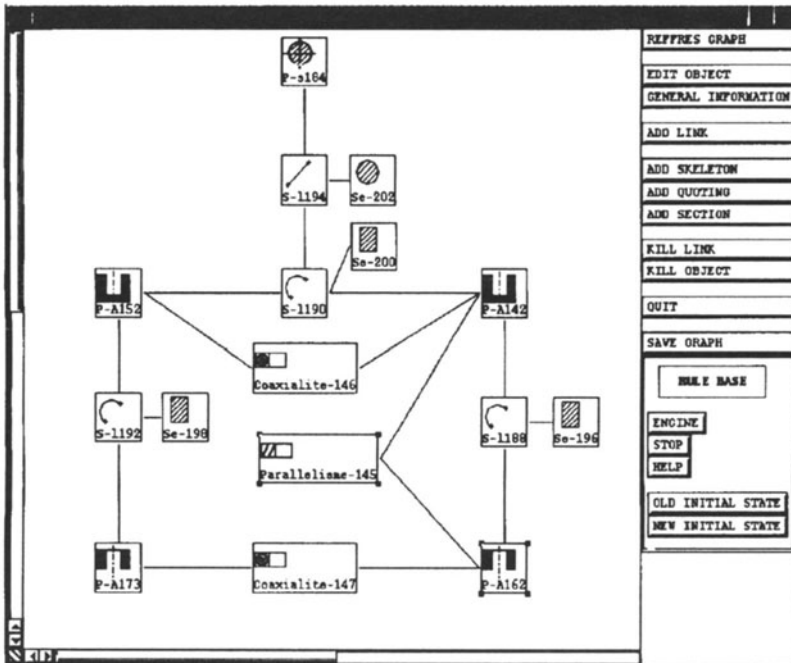 P-s164
S-1194
Se-202
Se-200
P-A152
S-1190
P-A142
Coaxialite-146
S-1192
Se-198
S-1188
Se-196
Parallelisme-145
P-A173
Coaxialite-147
P-A162
REFFRES GRAPH
EDIT OBJECT
GENERAL INFORMATION
ADD LINK
ADD SKELETON
ADD QUOTING
ADD SECTION
KILL LINK
KILL OBJECT
QUIT
SAVE GRAPH
RULE BASE
ENGINE
STOP
HELP
OLD INITIAL STATE
NEW INITIAL STATE